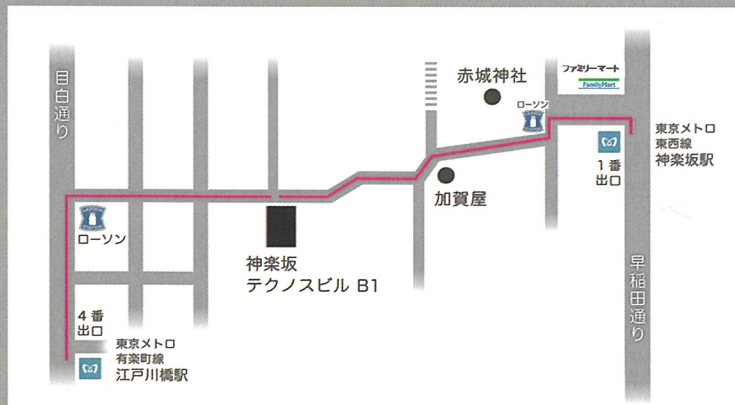 目白通り
赤城神社
ファミリーマート
FamilyMart
ローソン
東京メトロ
東西線
神楽坂駅
1番
出口
加賀屋
ローソン
神楽坂
テクノスビル B1
早稲田通り
4番
出口
東京メトロ
有楽町線
江戸川橋駅